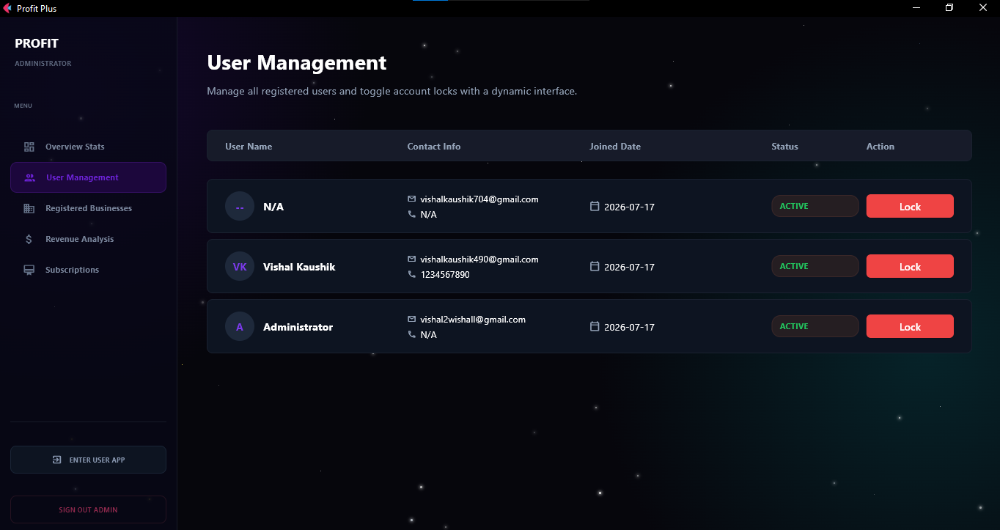 Profit Plus
PROFIT
ADMINISTRATOR
MENU
Overview Stats
User Management
Registered Businesses
Revenue Analysis
Subscriptions
ENTER USER APP
SIGN OUT ADMIN
User Management
Manage all registered users and toggle account locks with a dynamic interface.
User Name Contact Info Joined Date Status Action
-- N/A vishalkaushik704@gmail.com N/A 2026-07-17 ACTIVE Lock
VK Vishal Kaushik vishalkaushik490@gmail.com 1234567890 2026-07-17 ACTIVE Lock
A Administrator vishal2wishall@gmail.com N/A 2026-07-17 ACTIVE Lock